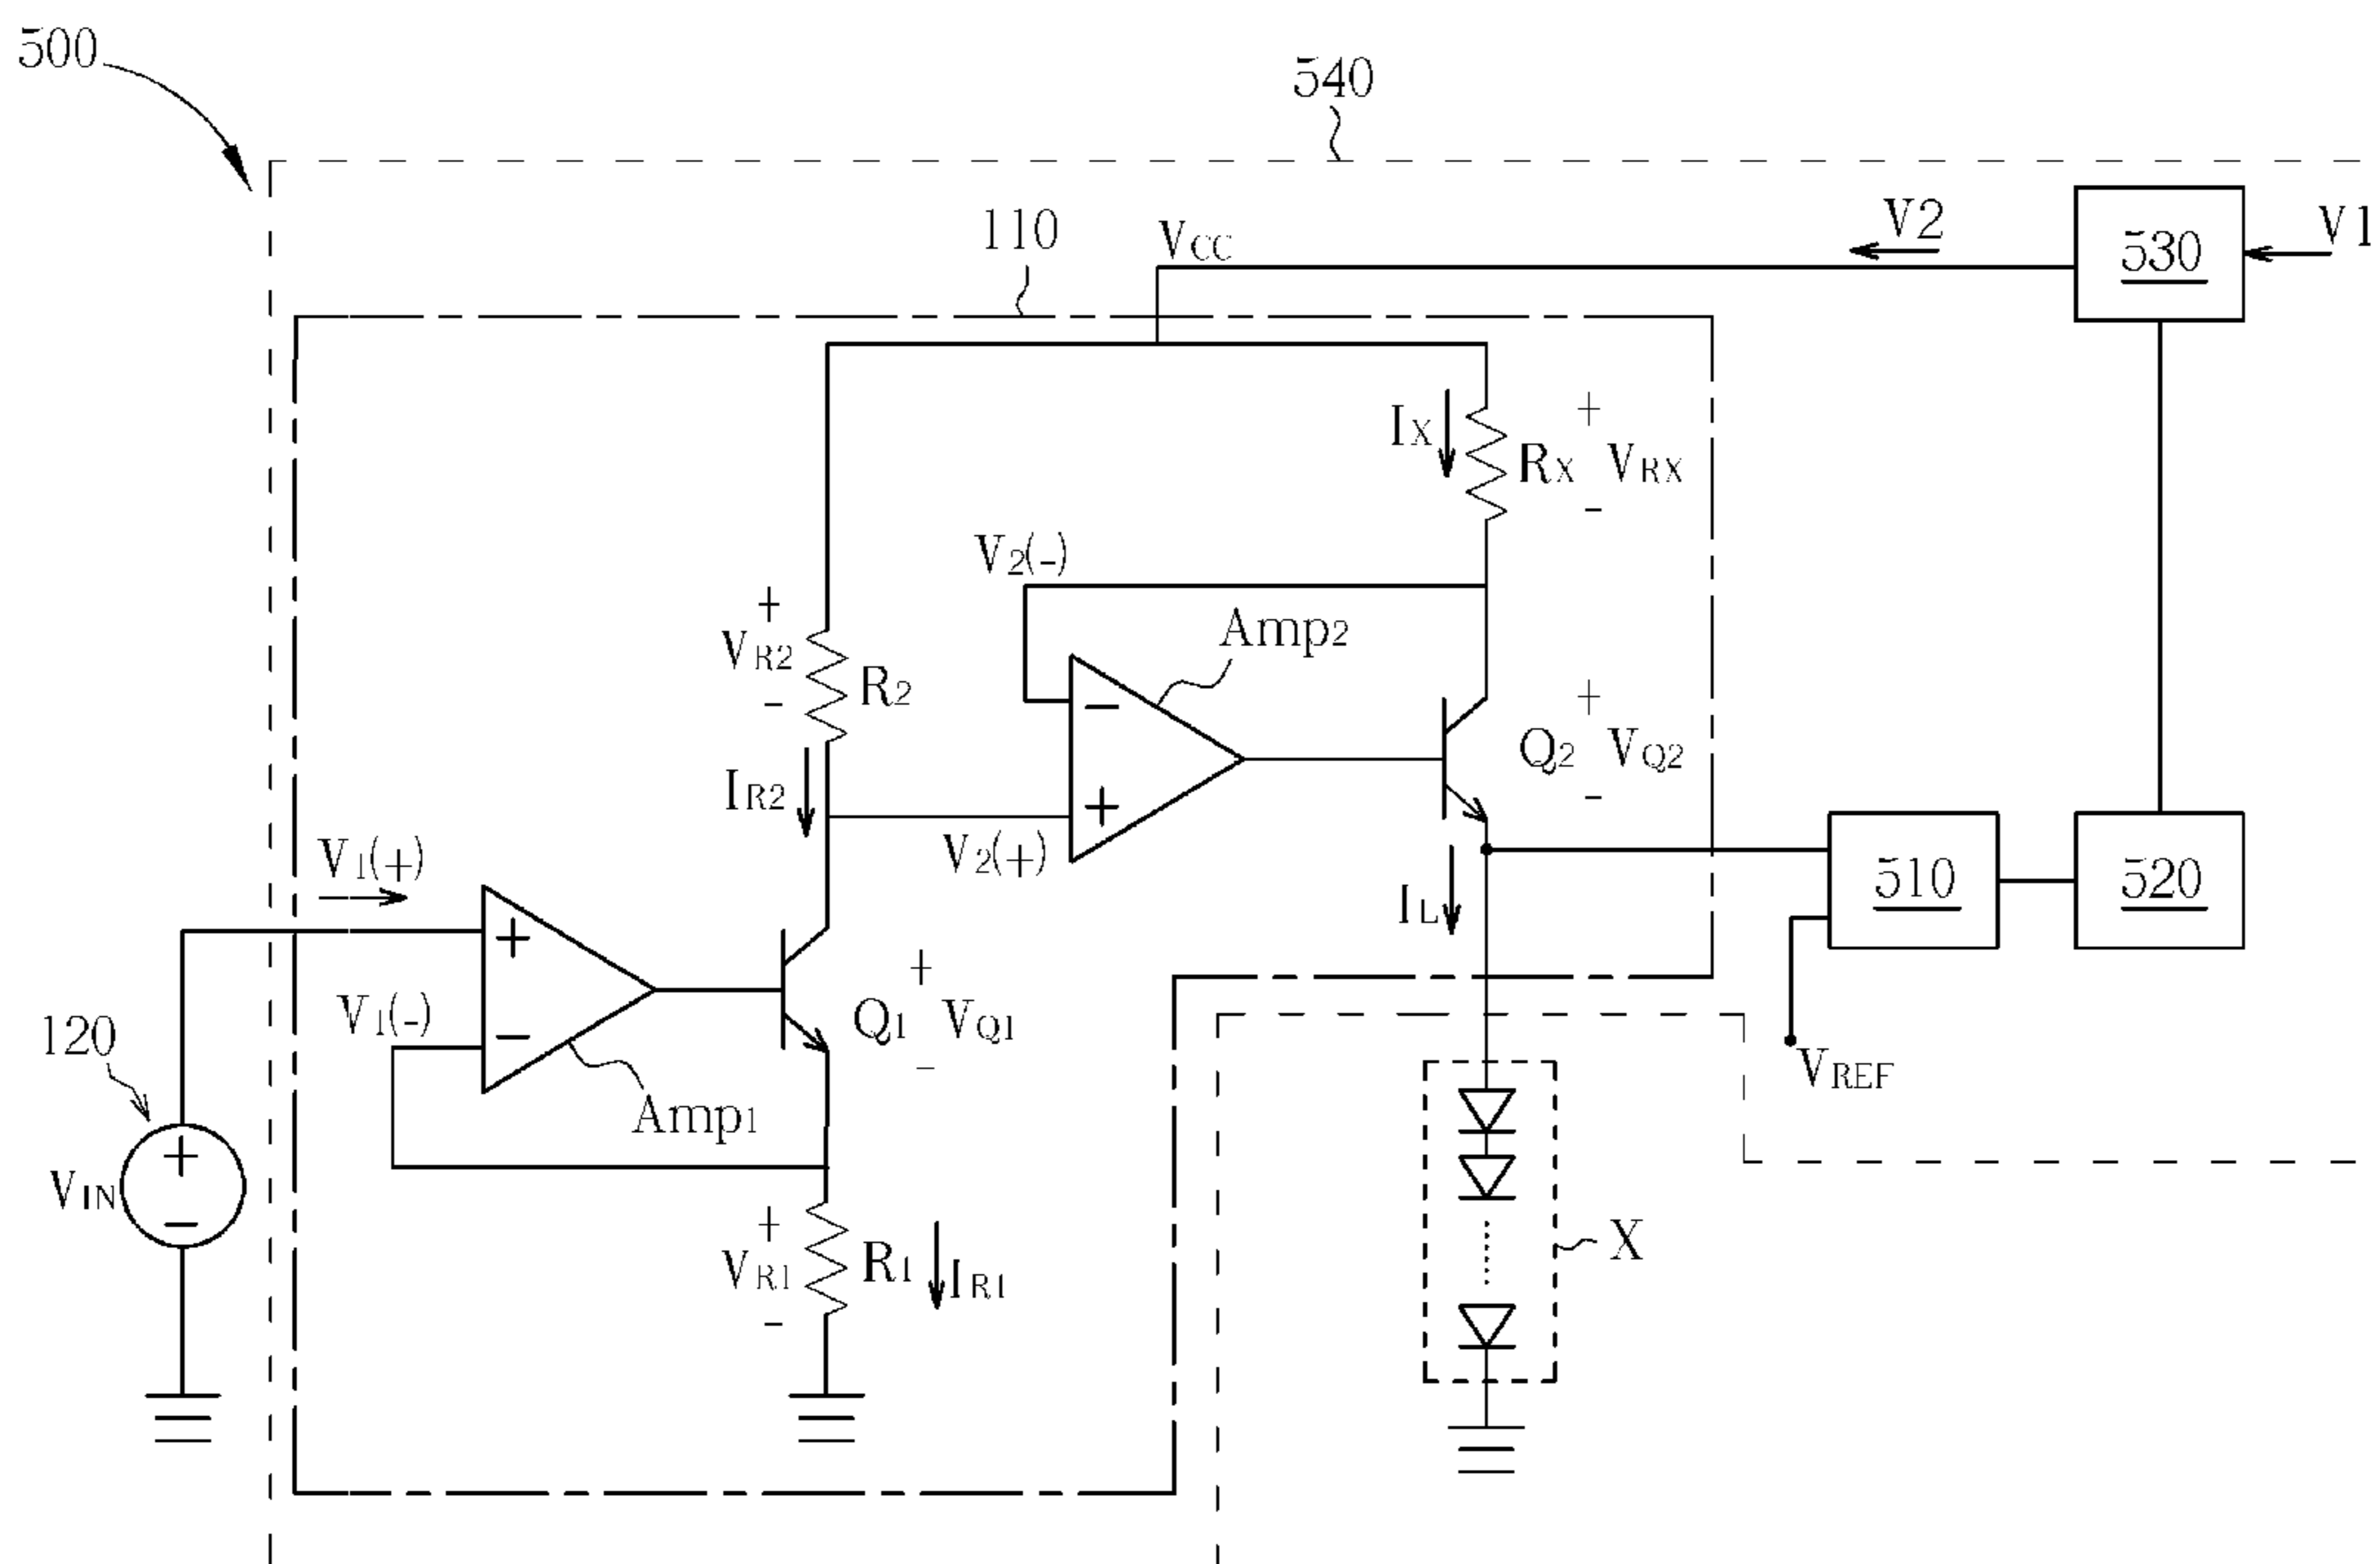 500
540
110
VCC
V2
530
V1
IX
RX
+
VRX
-
V2(-)
+
VR2
-
R2
Amp2
-
+
IR2
V2(+)
Q2
+
VQ2
-
V1(+)
IL
510
520
+
-
V1(-)
Q1
+
VQ1
-
VREF
120
Amp1
VIN
+
-
+
VR1
-
R1
IR1
X